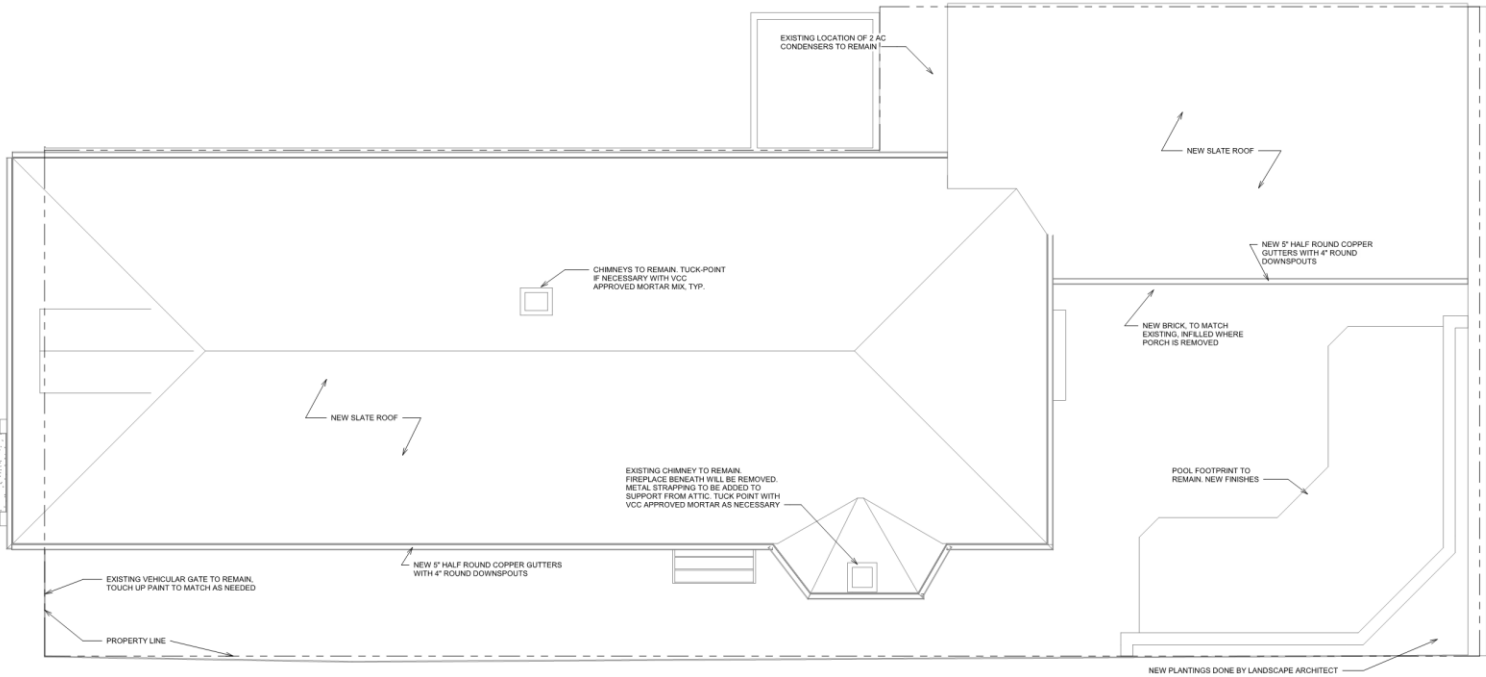 EXISTING LOCATION OF 2 AC
CONDENSERS TO REMAIN
NEW SLATE ROOF
NEW 5" HALF ROUND COPPER
GUTTERS WITH 4" ROUND
DOWNSPOUTS
CHIMNEYS TO REMAIN. TUCK-POINT
IF NECESSARY WITH VCC
APPROVED MORTAR MIX, TYP.
NEW BRICK, TO MATCH
EXISTING, INFILLED WHERE
PORCH IS REMOVED
NEW SLATE ROOF
EXISTING CHIMNEY TO REMAIN.
FIREPLACE BENEATH WILL BE REMOVED.
METAL STRAPPING TO BE ADDED TO
SUPPORT FROM ATTIC. TUCK POINT WITH
VCC APPROVED MORTAR AS NECESSARY
POOL FOOTPRINT TO
REMAIN. NEW FINISHES
NEW 5" HALF ROUND COPPER GUTTERS
WITH 4" ROUND DOWNSPOUTS
EXISTING VEHICULAR GATE TO REMAIN,
TOUCH UP PAINT TO MATCH AS NEEDED
PROPERTY LINE
NEW PLANTINGS DONE BY LANDSCAPE ARCHITECT